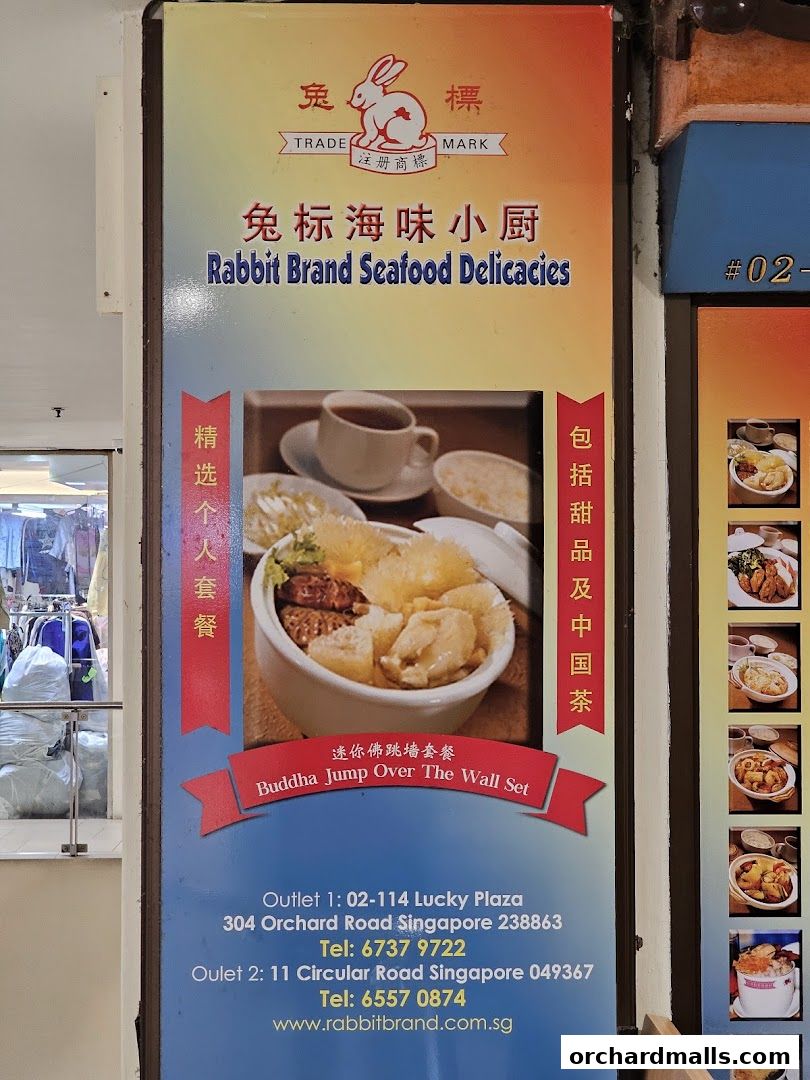 兔 標
TRADE MARK
注册商標
兔标海味小厨
Rabbit Brand Seafood Delicacies
#02-
精选个人套餐
包括甜品及中国茶
迷你佛跳墙套餐
Buddha Jump Over The Wall Set
Outlet 1: 02-114 Lucky Plaza
304 Orchard Road Singapore 238863
Tel: 6737 9722
Oulet 2: 11 Circular Road Singapore 049367
Tel: 6557 0874
www.rabbitbrand.com.sg
orchardmalls.com